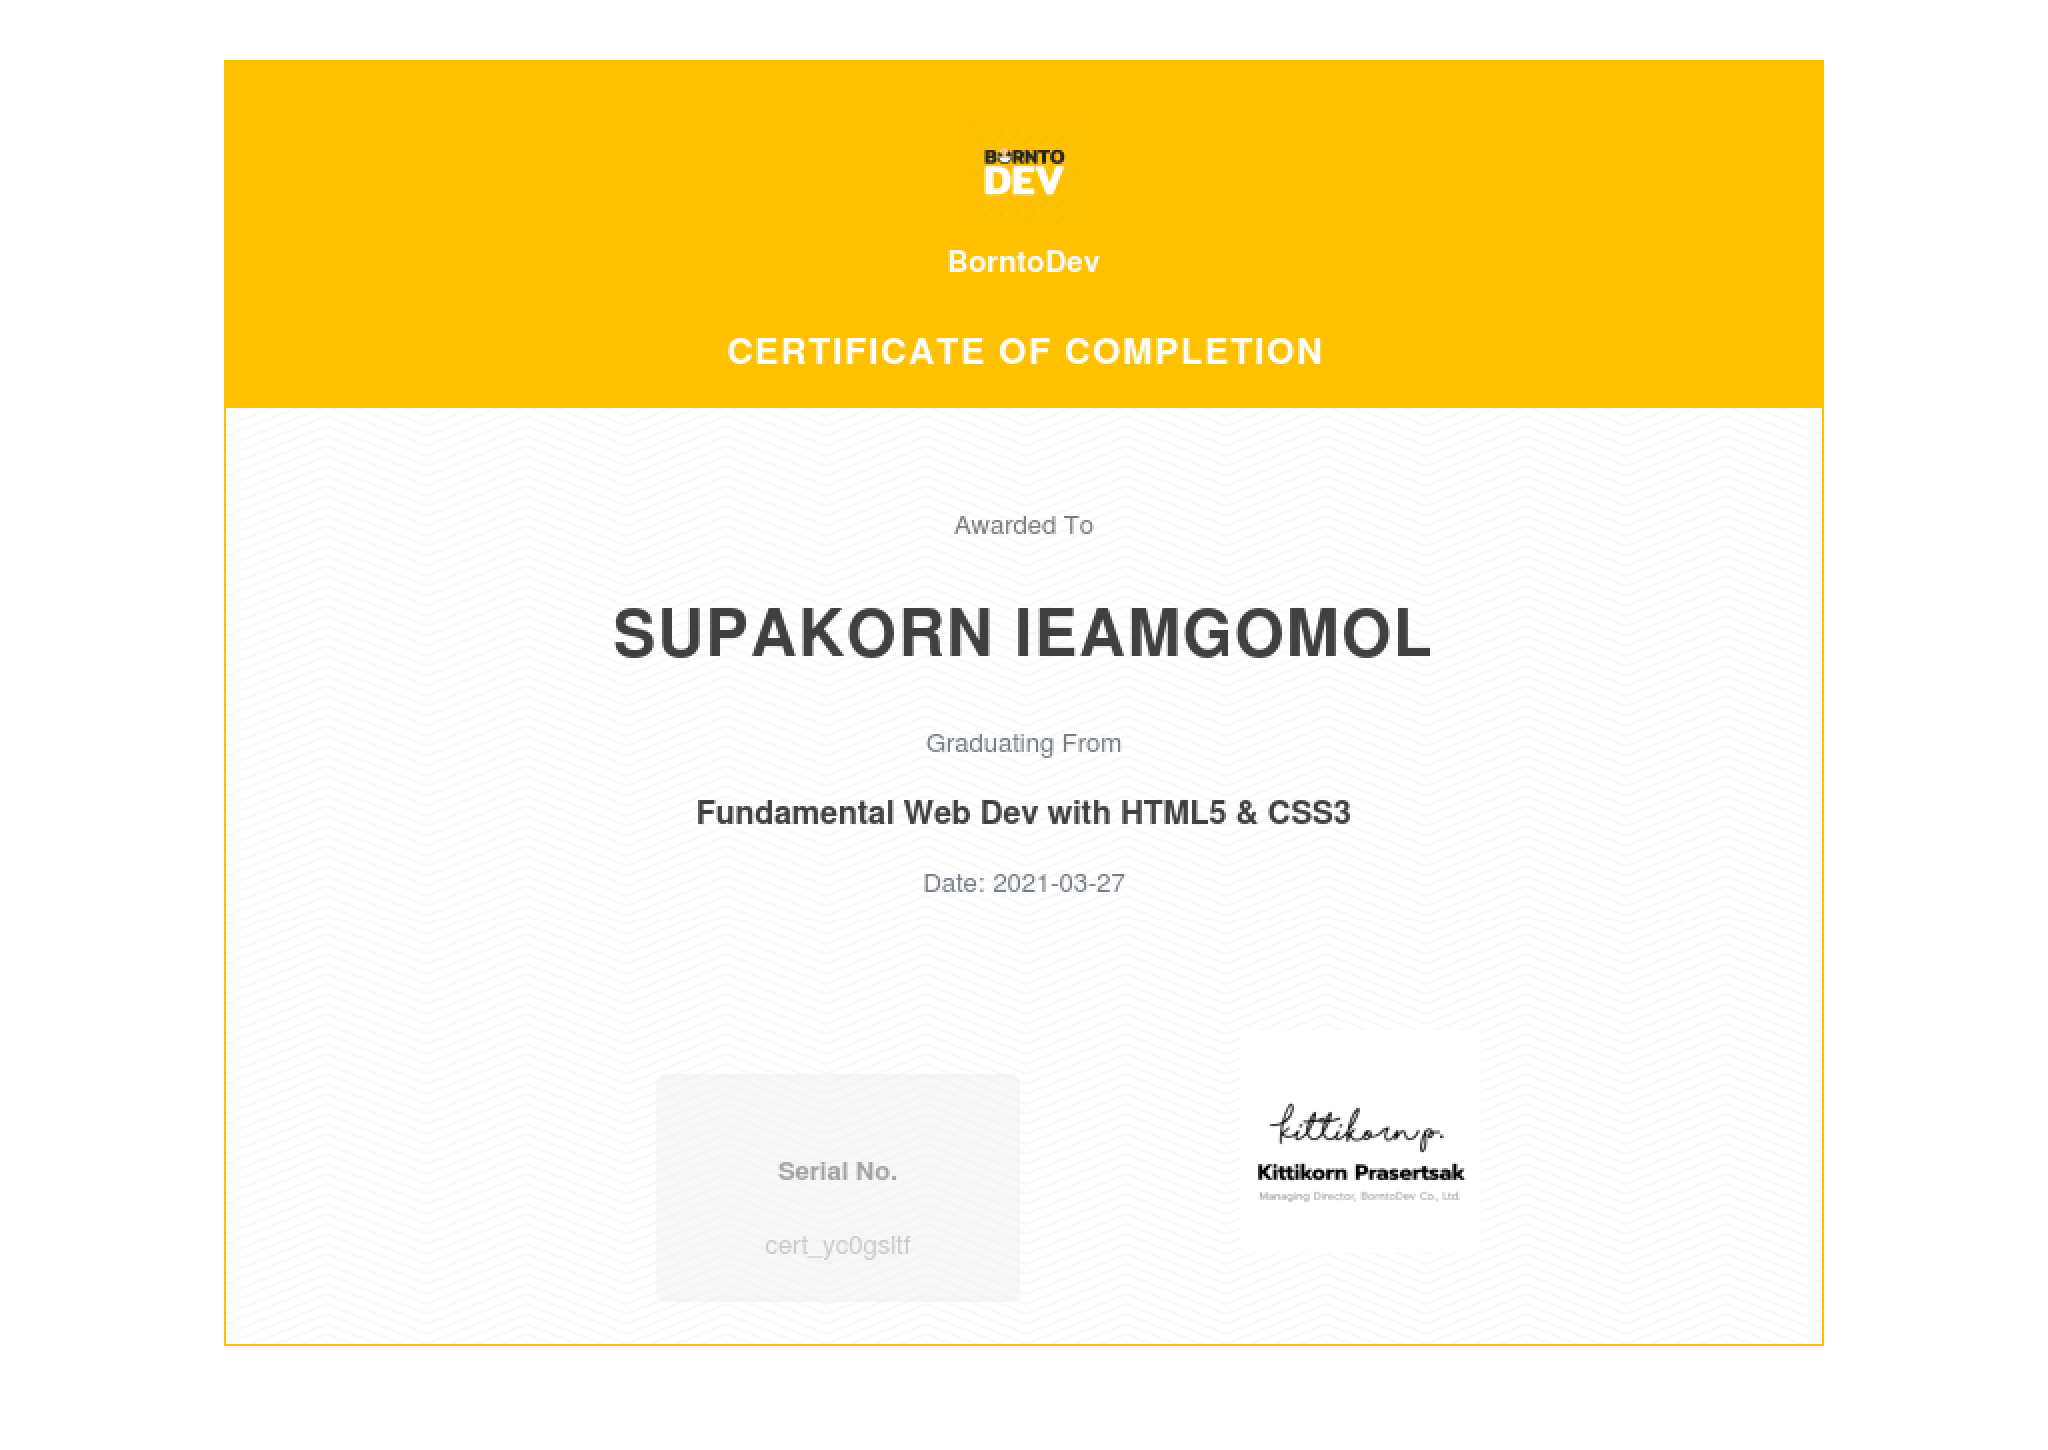 BORNTO
DEV
BorntoDev
CERTIFICATE OF COMPLETION
Awarded To
SUPAKORN IEAMGOMOL
Graduating From
Fundamental Web Dev with HTML5 & CSS3
Date: 2021-03-27
kittikorn p.
Kittikorn Prasertsak
Managing Director, BorntoDev Co., Ltd.
Serial No.
cert_yc0gsltf